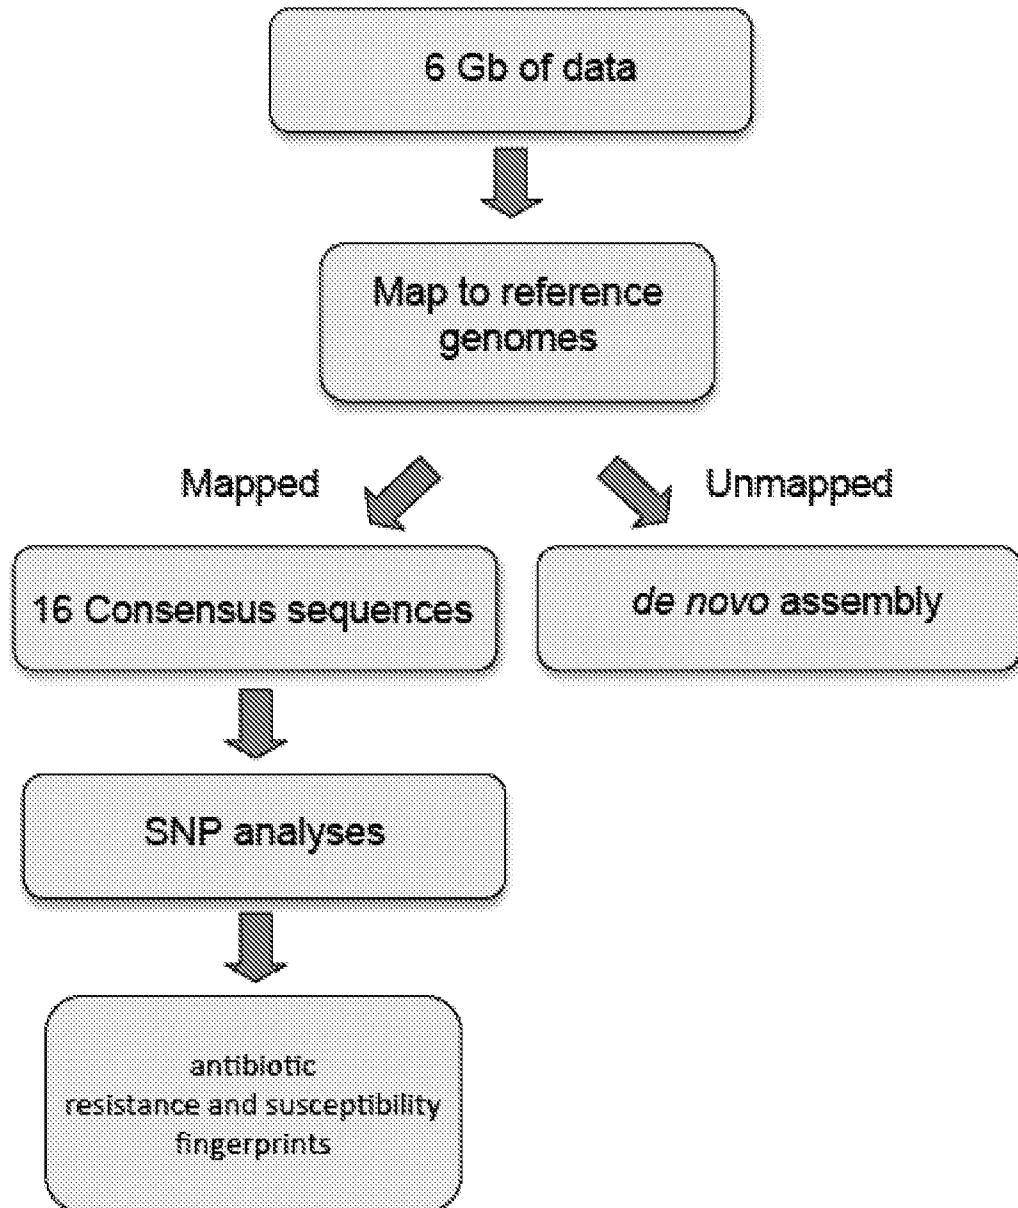 6 Gb of data
Map to reference
genomes
Mapped
Unmapped
16 Consensus sequences
de novo assembly
SNP analyses
antibiotic
resistance and susceptibility
fingerprints